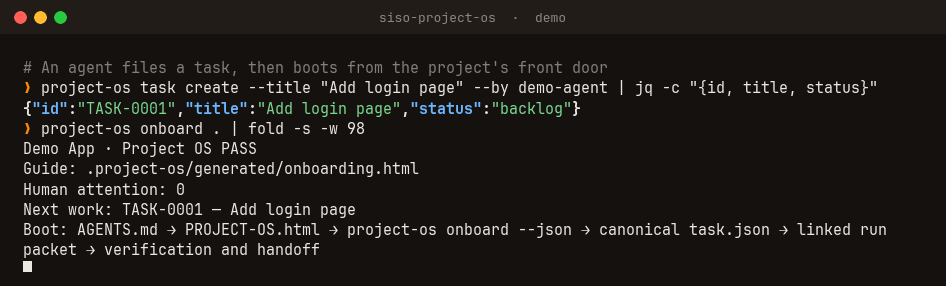 siso-project-os · demo
# An agent files a task, then boots from the project's front door
❯ project-os task create --title "Add login page" --by demo-agent | jq -c "{id, title, status}"
{"id":"TASK-0001","title":"Add login page","status":"backlog"}
❯ project-os onboard . | fold -s -w 98
Demo App · Project OS PASS
Guide: .project-os/generated/onboarding.html
Human attention: 0
Next work: TASK-0001 — Add login page
Boot: AGENTS.md → PROJECT-OS.html → project-os onboard --json → canonical task.json → linked run
packet → verification and handoff